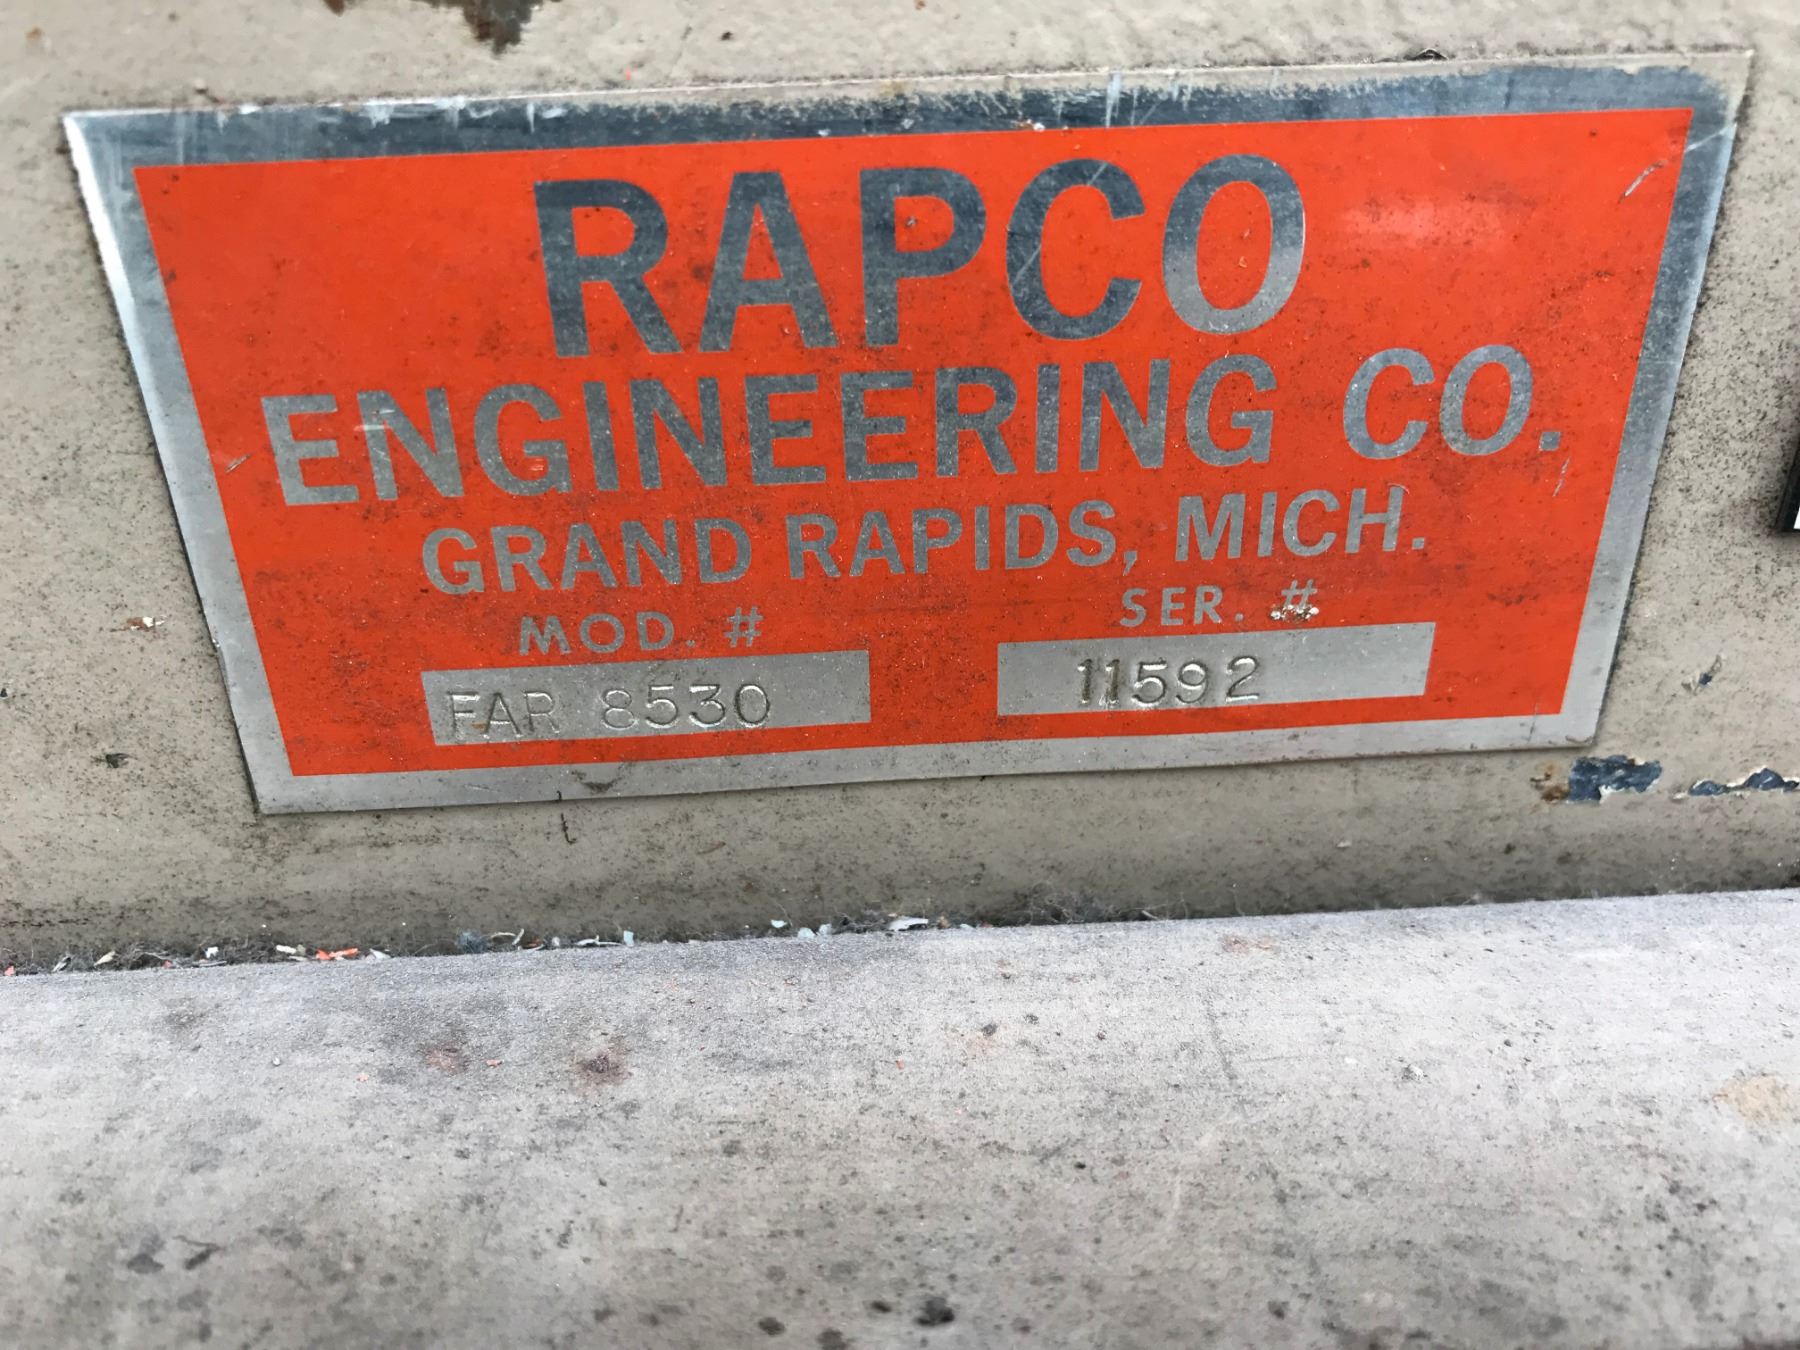 RAPCO
ENGINEERING CO.
GRAND RAPIDS, MICH.
MOD. # SER. #
FAR 8530 11592